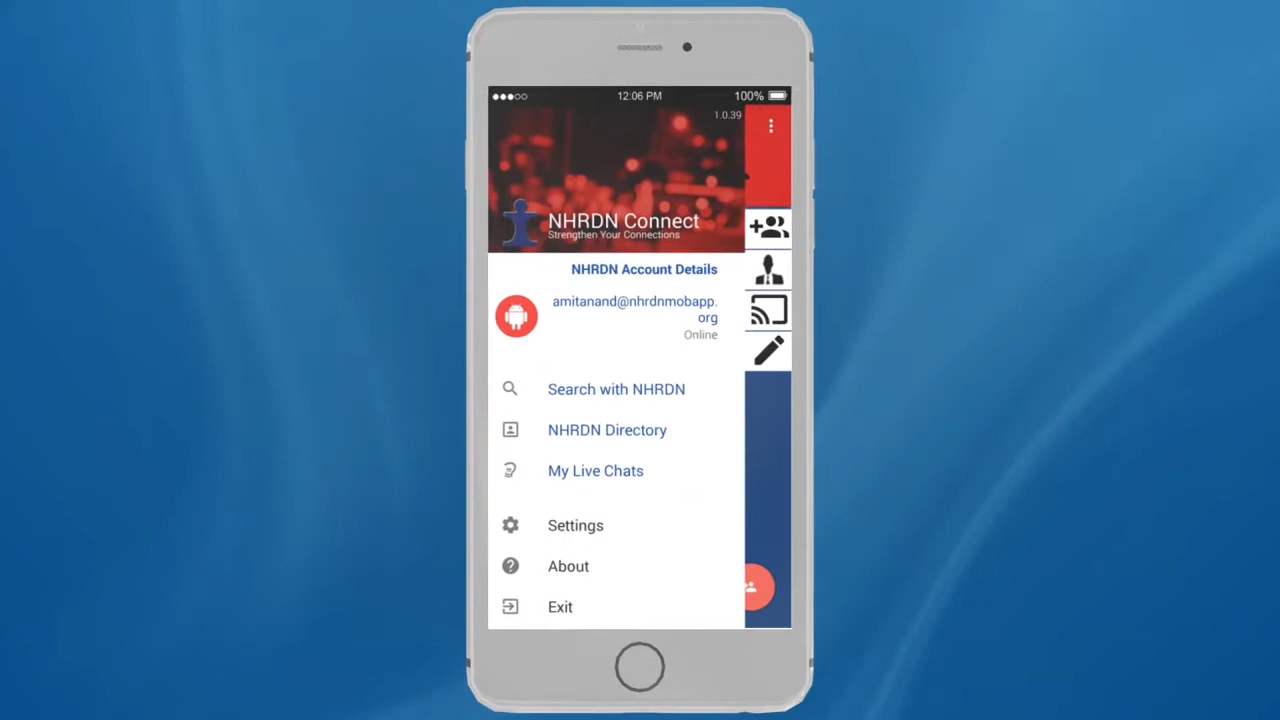 12:06 PM
100%
1.0.39
NHRDN Connect
Strengthen Your Connections
NHRDN Account Details
amitanand@nhrdnmobapp.
org
Online
Search with NHRDN
NHRDN Directory
My Live Chats
Settings
About
Exit